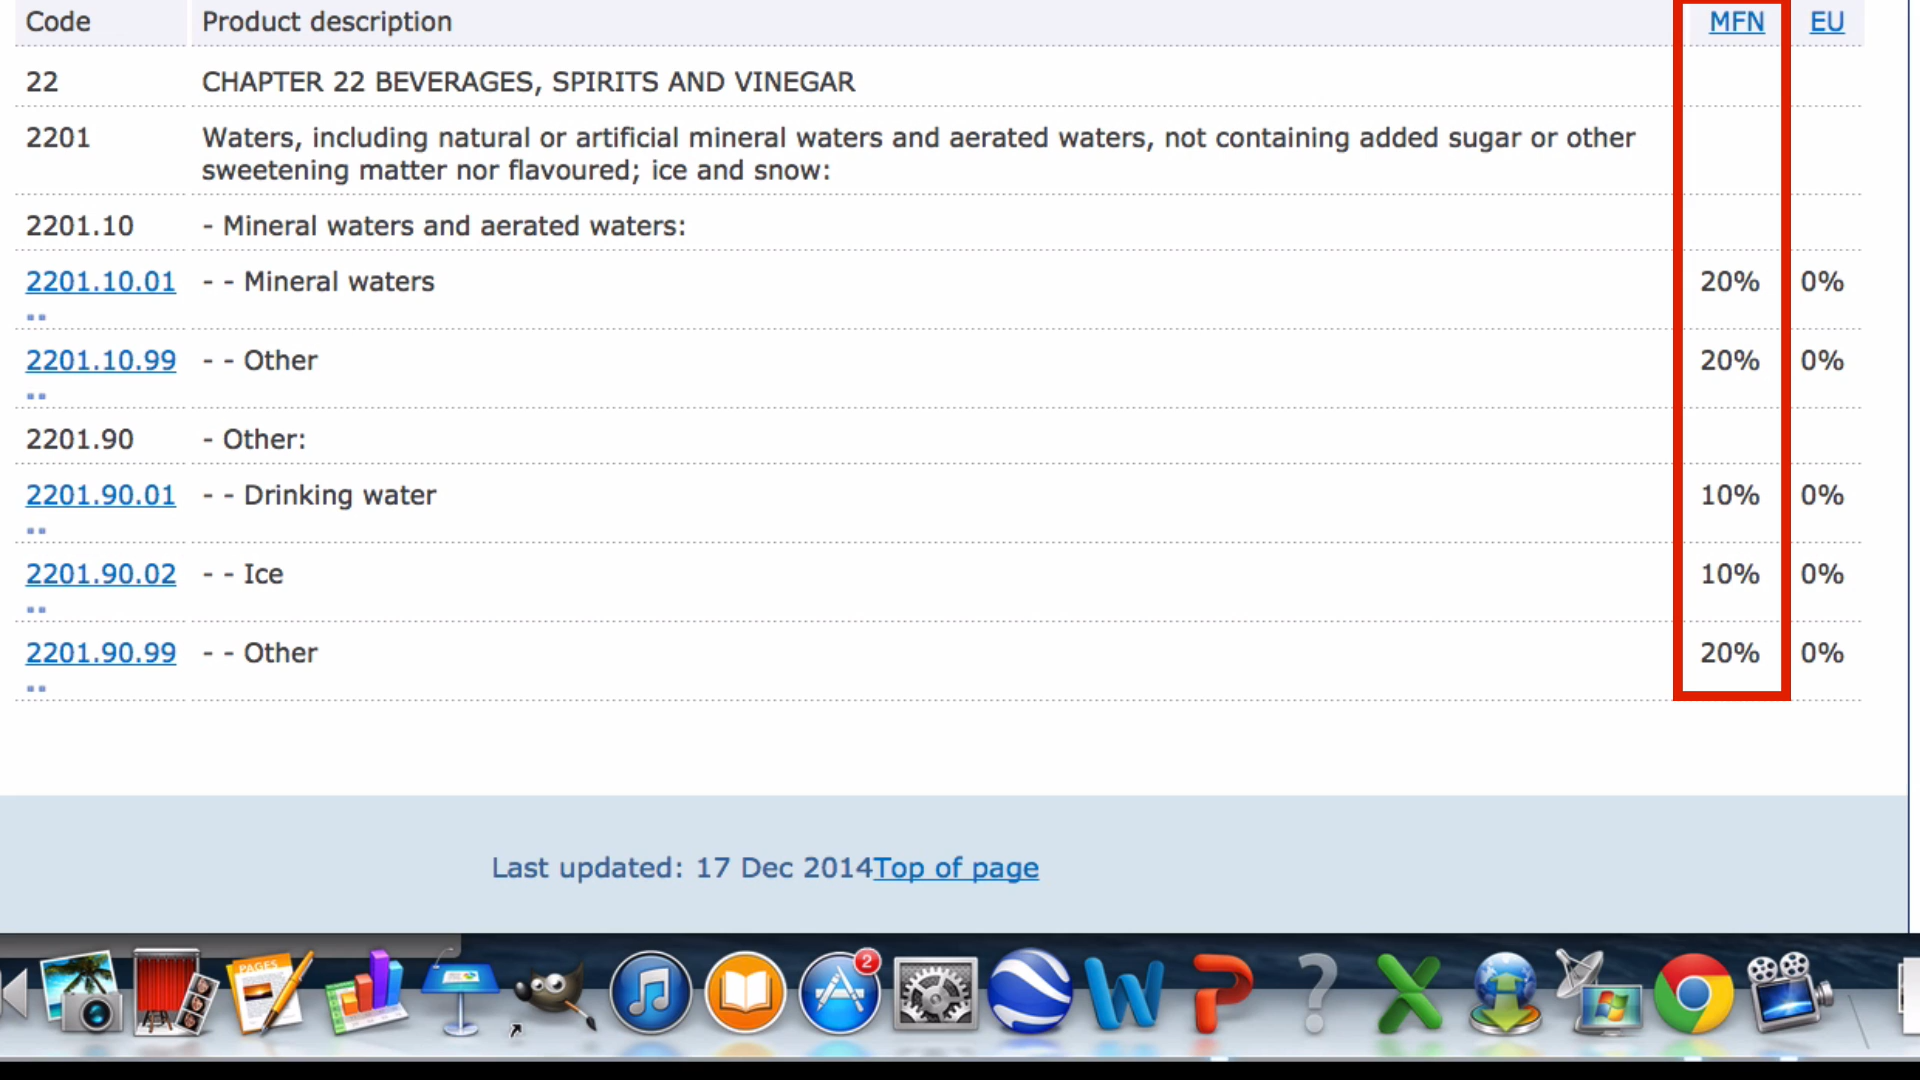 Code Product description MFN EU
22 CHAPTER 22 BEVERAGES, SPIRITS AND VINEGAR
2201 Waters, including natural or artificial mineral waters and aerated waters, not containing added sugar or other
sweetening matter nor flavoured; ice and snow:
2201.10 - Mineral waters and aerated waters:
2201.10.01 - - Mineral waters 20% 0%
2201.10.99 - - Other 20% 0%
2201.90 - Other:
2201.90.01 - - Drinking water 10% 0%
2201.90.02 - - Ice 10% 0%
2201.90.99 - - Other 20% 0%
Last updated: 17 Dec 2014Top of page
PAGES
2